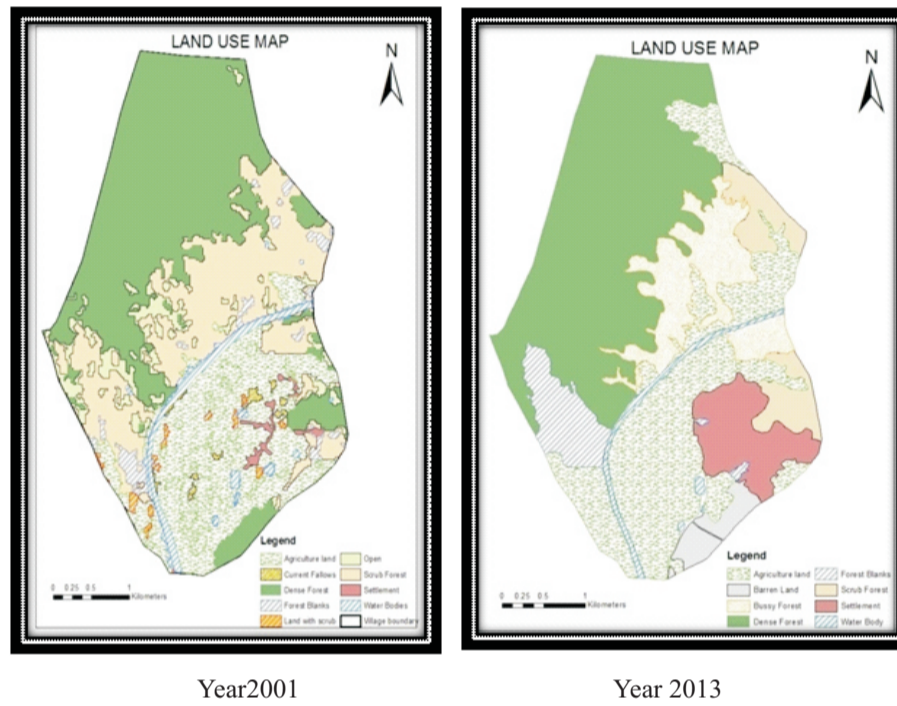 LAND USE MAP
N
Legend
Agriculture land
Open
Current Fallows
Scrub Forest
Dense Forest
Settlement
Forest Blanks
Water Bodies
Land with scrub
Village boundary
0 0.25 0.5 1
Kilometers
LAND USE MAP
N
Legend
Agriculture land
Forest Blanks
Barren Land
Scrub Forest
Bussy Forest
Settlement
Dense Forest
Water Body
0 0.25 0.5 1
Kilometers
Year2001
Year 2013